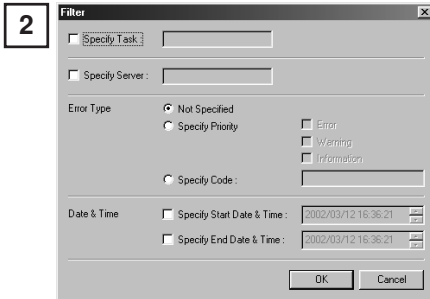 2
Filter
Specify Task :
Specify Server :
Error Type
Not Specified
Specify Priority
Error
Warning
Information
Specify Code :
Date & Time
Specify Start Date & Time :
2002/03/12 16:36:21
Specify End Date & Time :
2002/03/12 16:36:21
OK
Cancel